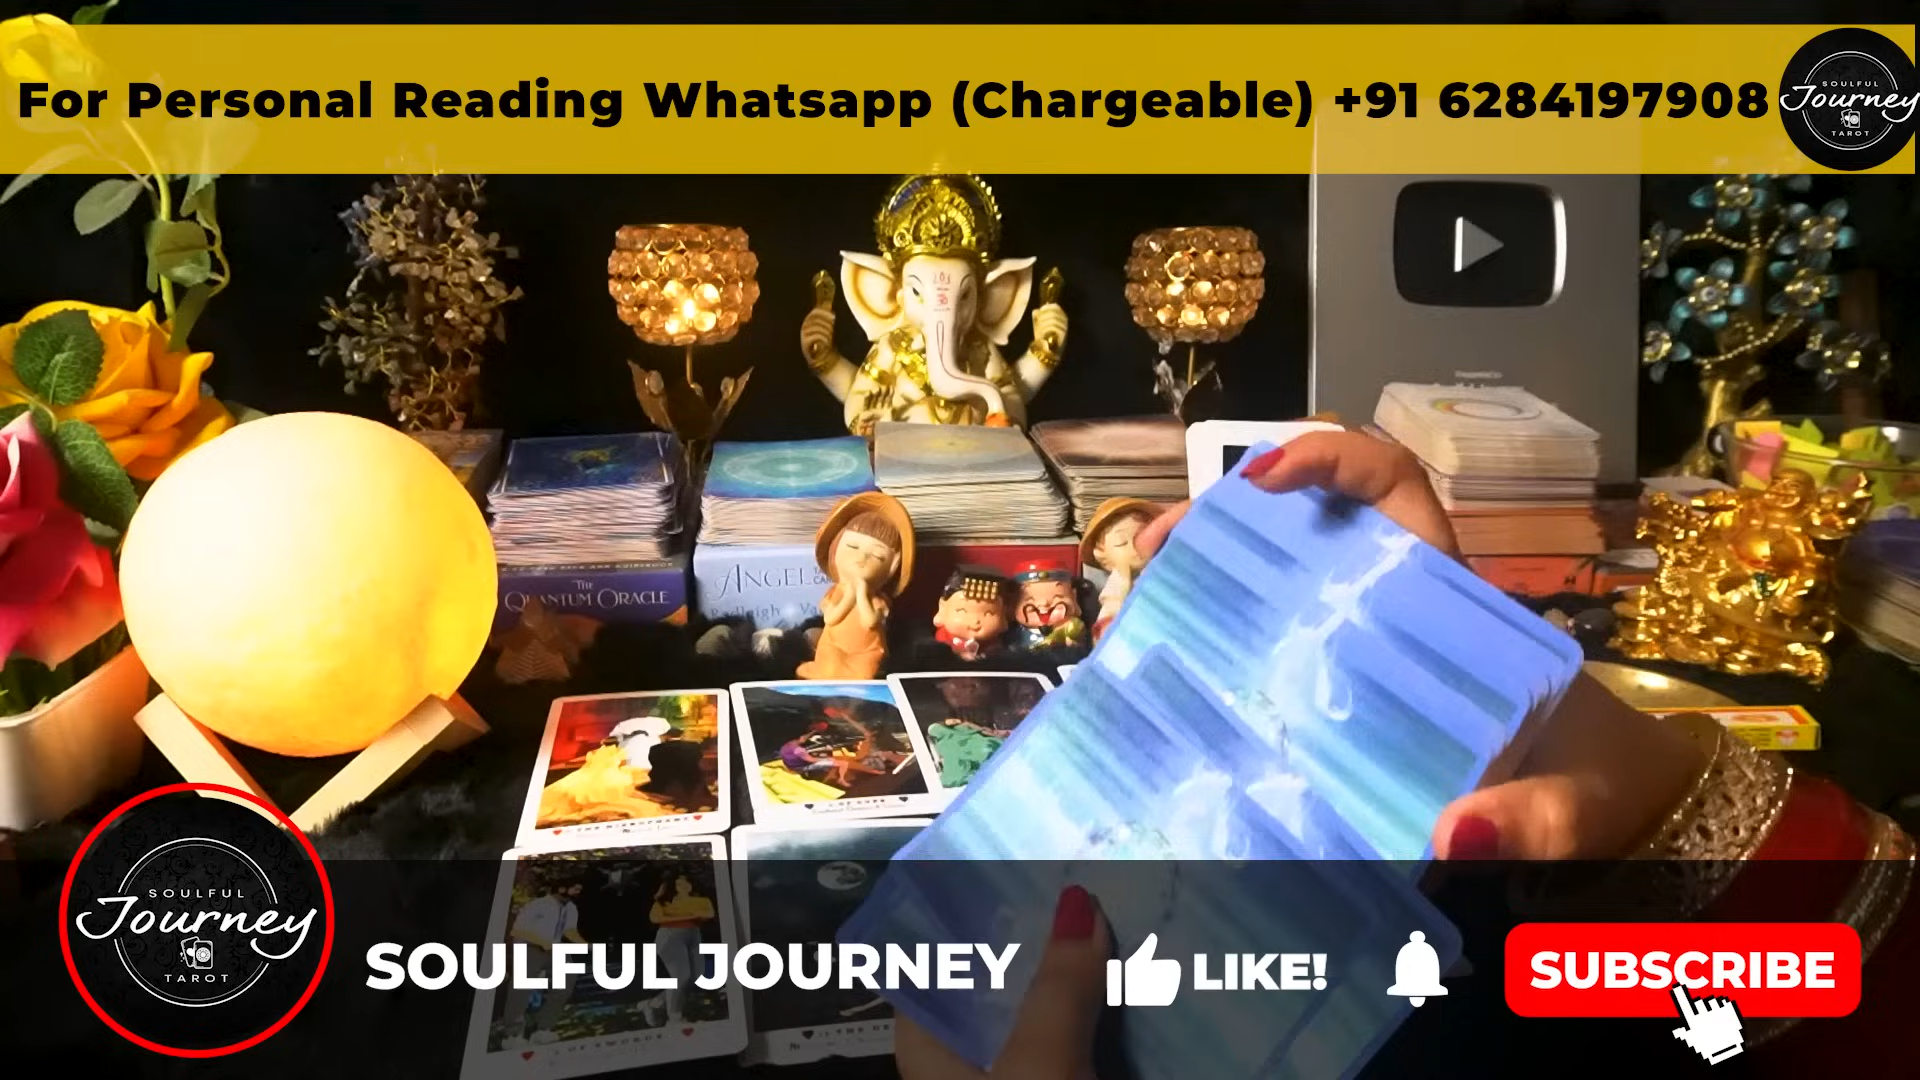 For Personal Reading Whatsapp (Chargeable) +91 6284197908
SOULFUL
Journey
TAROT
THE
QUANTUM ORACLE
ANGEL
Radleigh
SOULFUL
Journey
TAROT
SOULFUL JOURNEY
LIKE!
SUBSCRIBE